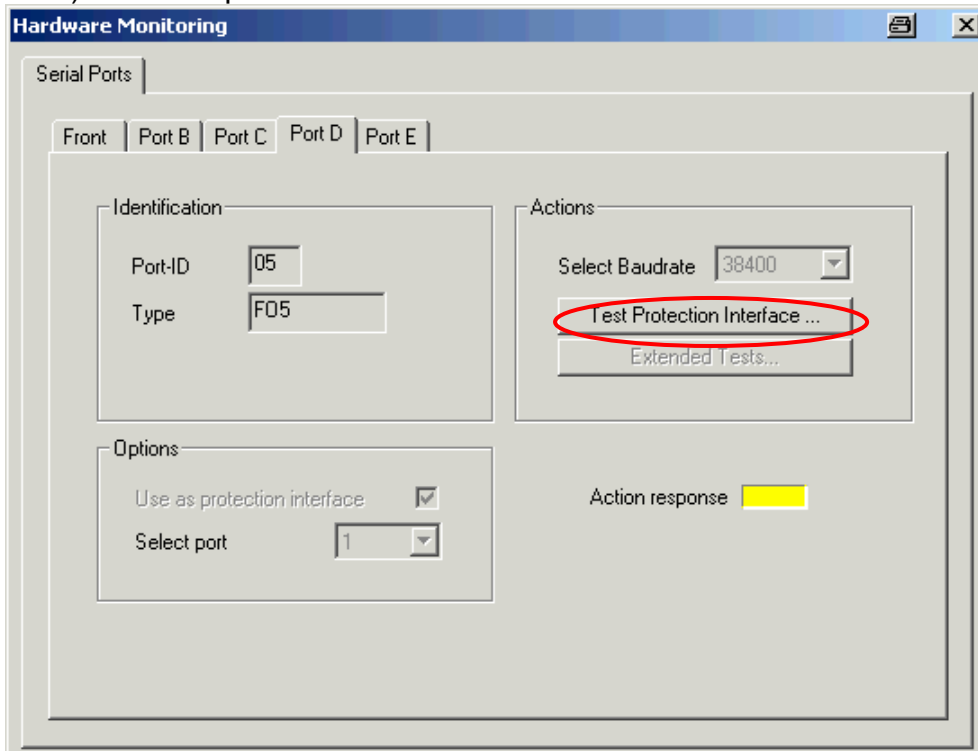 Hardware Monitoring
Serial Ports
Front Port B Port C Port D Port E
Identification
Port-ID 05
Type FO5
Actions
Select Baudrate 38400
Test Protection Interface ...
Extended Tests...
Options
Use as protection interface
Select port 1
Action response